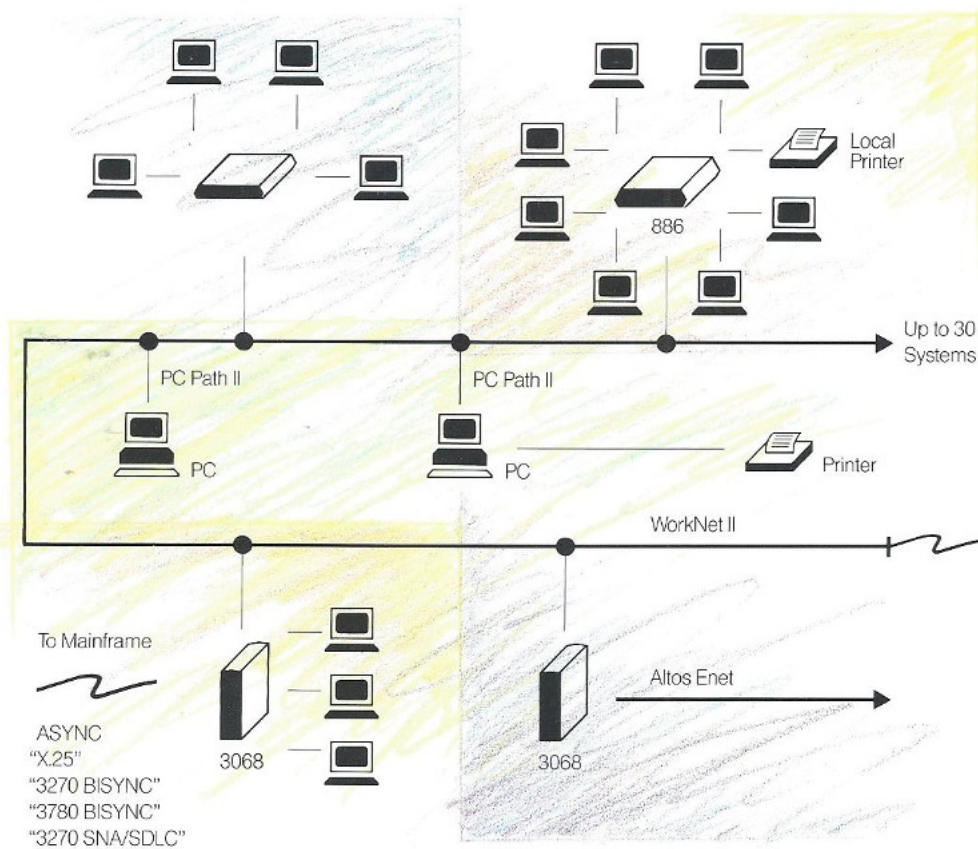 Local
Printer
886
Up to 30
Systems
PC Path II
PC Path II
PC
PC
Printer
WorkNet II
To Mainframe
ASYNC
"X.25"
"3270 BISYNC"
"3780 BISYNC"
"3270 SNA/SDLC"
3068
3068
Altos Enet